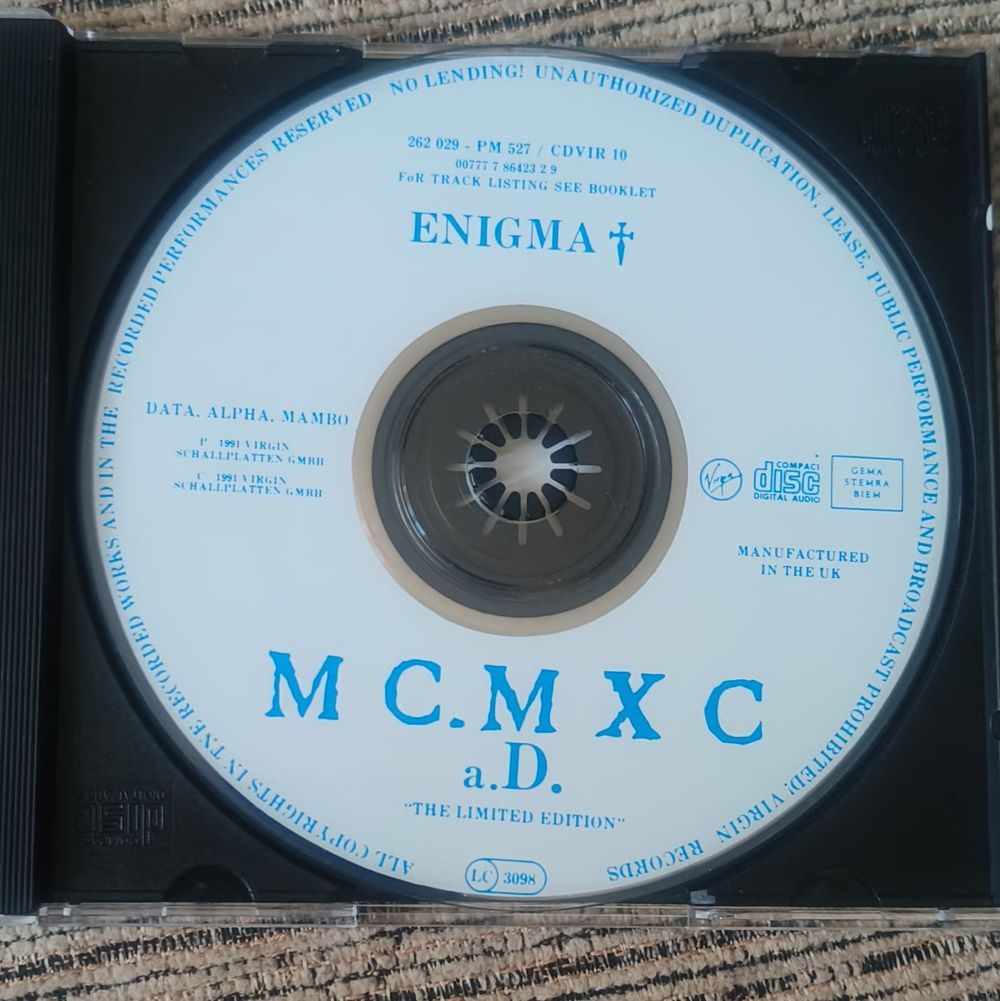 NO LENDING! UNAUTHORIZED DUPLICATION, LEASE, PUBLIC PERFORMANCE AND BROADCAST PROHIBITED! VIRGIN RECORDS
ALL COPYRIGHTS IN TNE RECORDED WORKS AND IN THE RECORDED PERFORMANCES RESERVED
262 029 - PM 527 / CDVIR 10
00777 7 86423 2 9
FoR TRACK LISTING SEE BOOKLET
ENIGMA
DATA, ALPHA, MAMBO
P 1991 VIRGIN
SCHALLPLATTEN GMBH
C 1991 VIRGIN
SCHALLPLATTEN GMBH
Virgin
COMPACT
disc
DIGITAL AUDIO
GEMA
STEMRA
BIEM
MANUFACTURED
IN THE UK
MC.MXC
a.D.
"THE LIMITED EDITION"
LC 3098